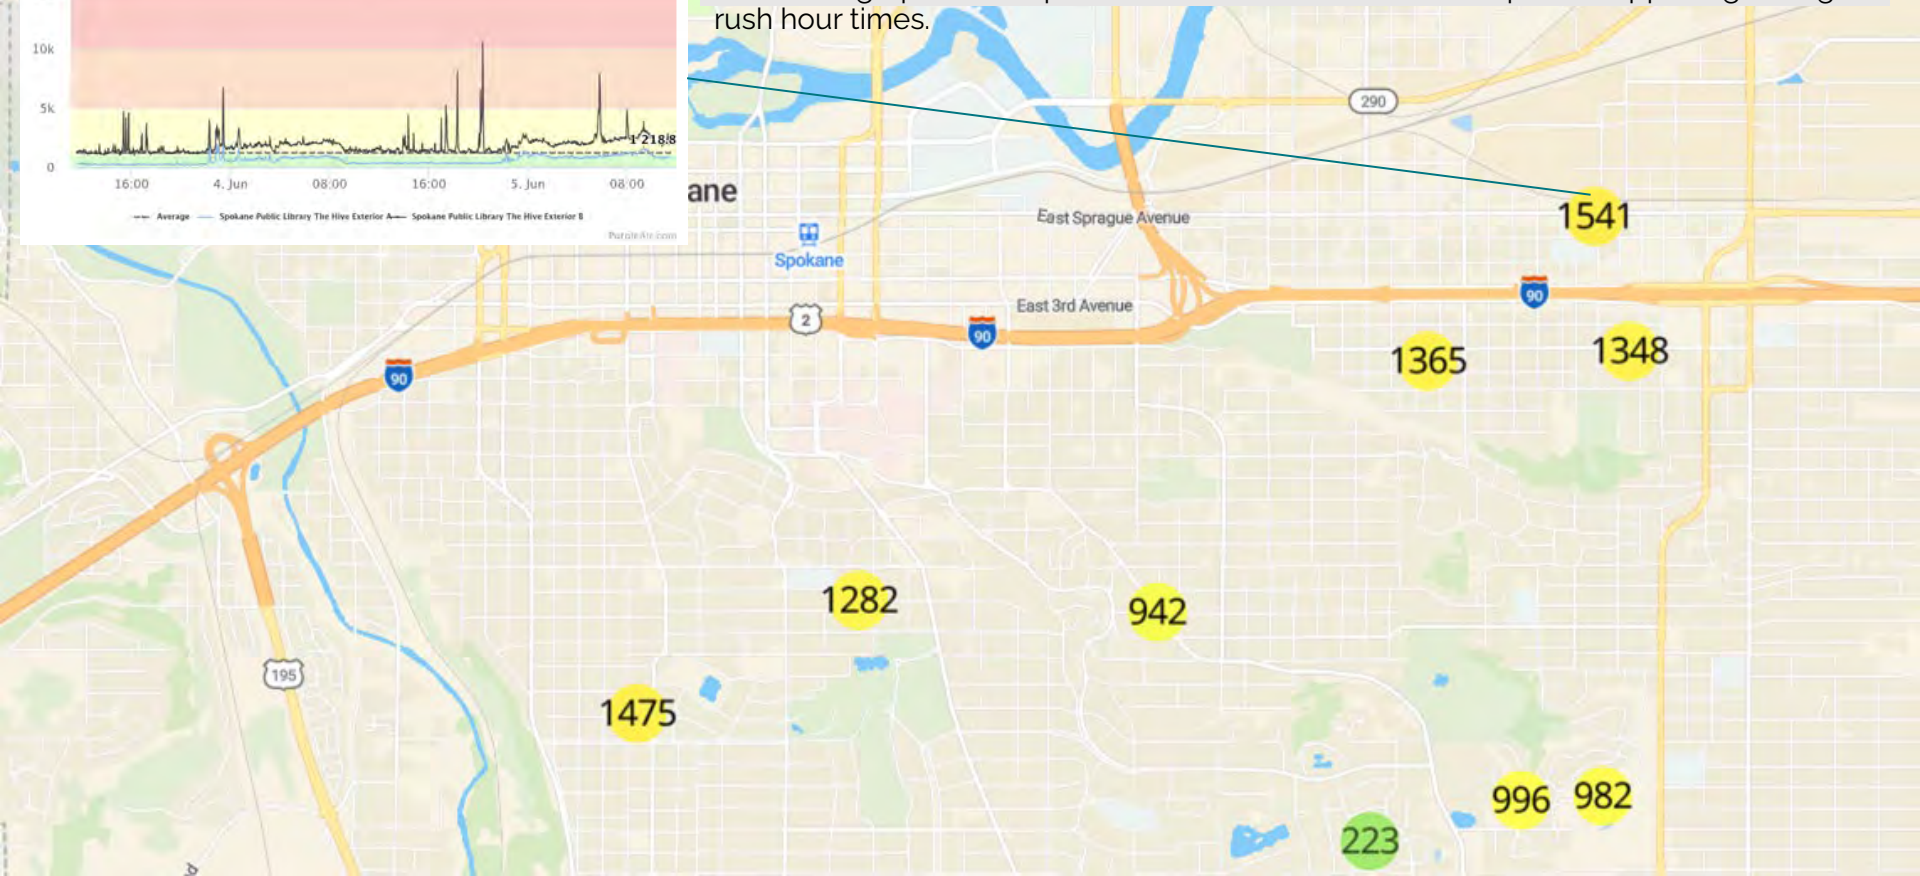 rush hour times.
10k
5k
0
1 218.8
16:00 4. Jun 08:00 16:00 5. Jun 08:00
Average Spokane Public Library The Hive Exterior A Spokane Public Library The Hive Exterior B
PurpleAir.com
290
ane
East Sprague Avenue
1541
Spokane
90
East 3rd Avenue
2
90
1365
1348
90
1282
942
195
1475
996
982
223